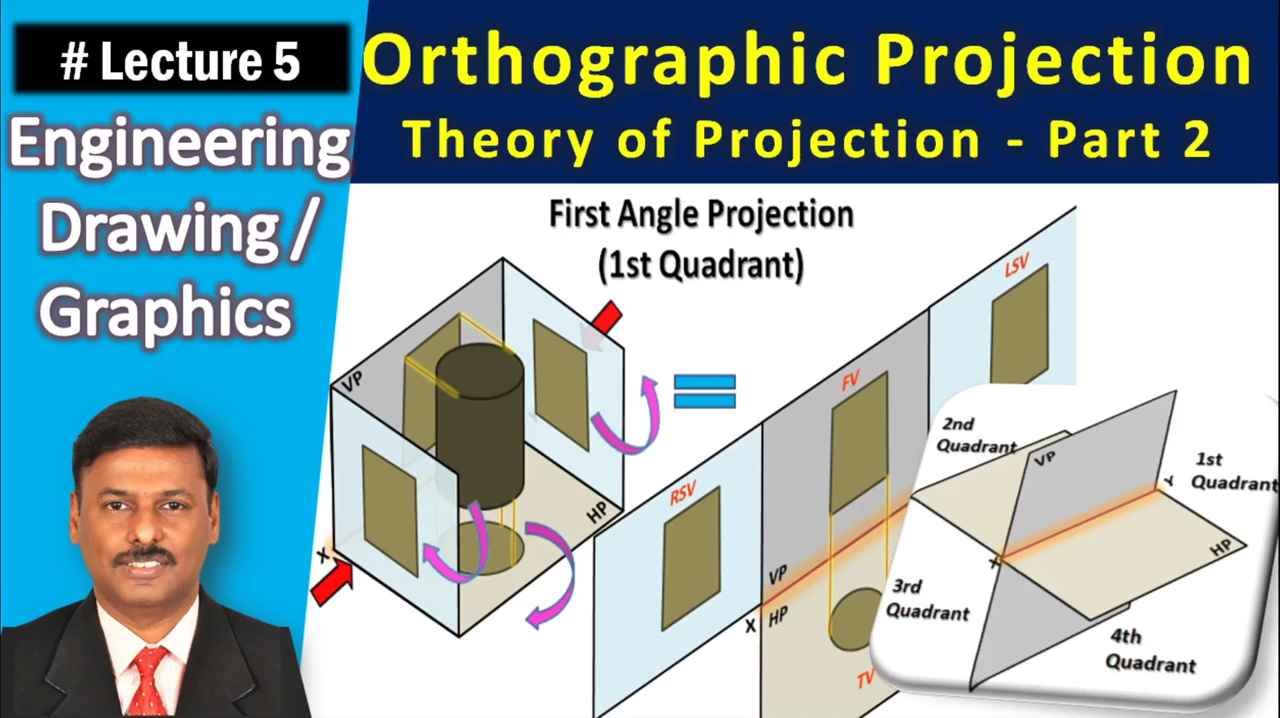 # Lecture 5
Engineering
Drawing /
Graphics
Orthographic Projection
Theory of Projection - Part 2
First Angle Projection
(1st Quadrant)
VP
HP
X
RSV
FV
LSV
VP
HP
X
TV
2nd
Quadrant
VP
1st
Quadrant
Y
X
HP
3rd
Quadrant
4th
Quadrant